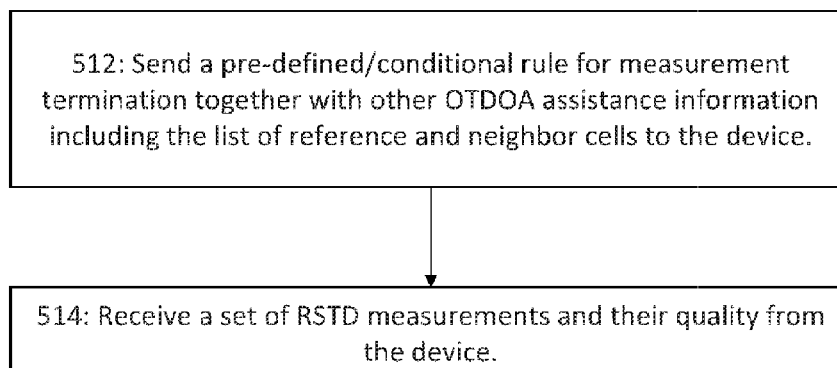 512: Send a pre-defined/conditional rule for measurement
termination together with other OTDOA assistance information
including the list of reference and neighbor cells to the device.
514: Receive a set of RSTD measurements and their quality from
the device.